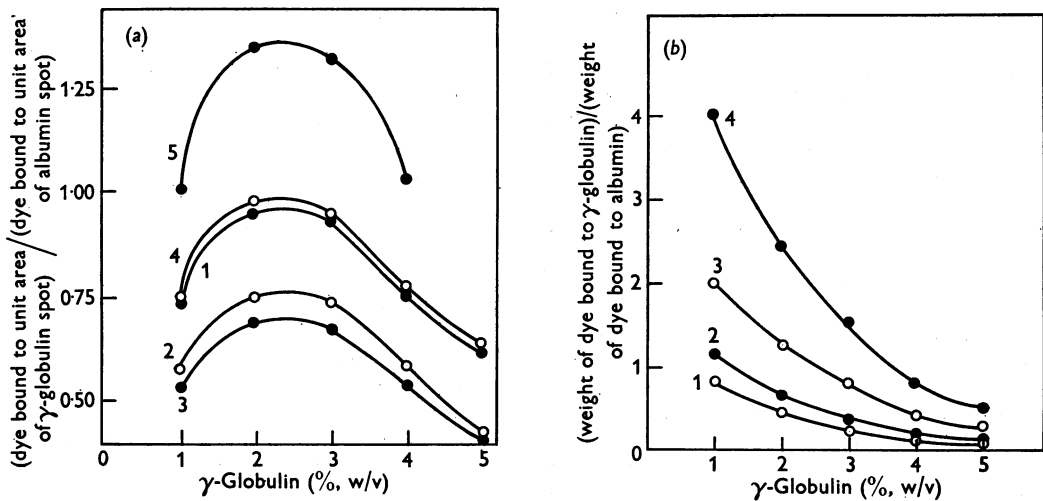 (dye bound to unit area
of γ-globulin spot)
/
(dye bound to unit area
of albumin spot)
(a)
1·25
1·00
0·75
0·50
0
5
4
1
2
3
1 2 3 4 5
γ-Globulin (%, w/v)
(weight of dye bound to γ-globulin)/(weight
of dye bound to albumin)
(b)
4
3
2
1
0
4
3
2
1
1 2 3 4 5
γ-Globulin (%, w/v)